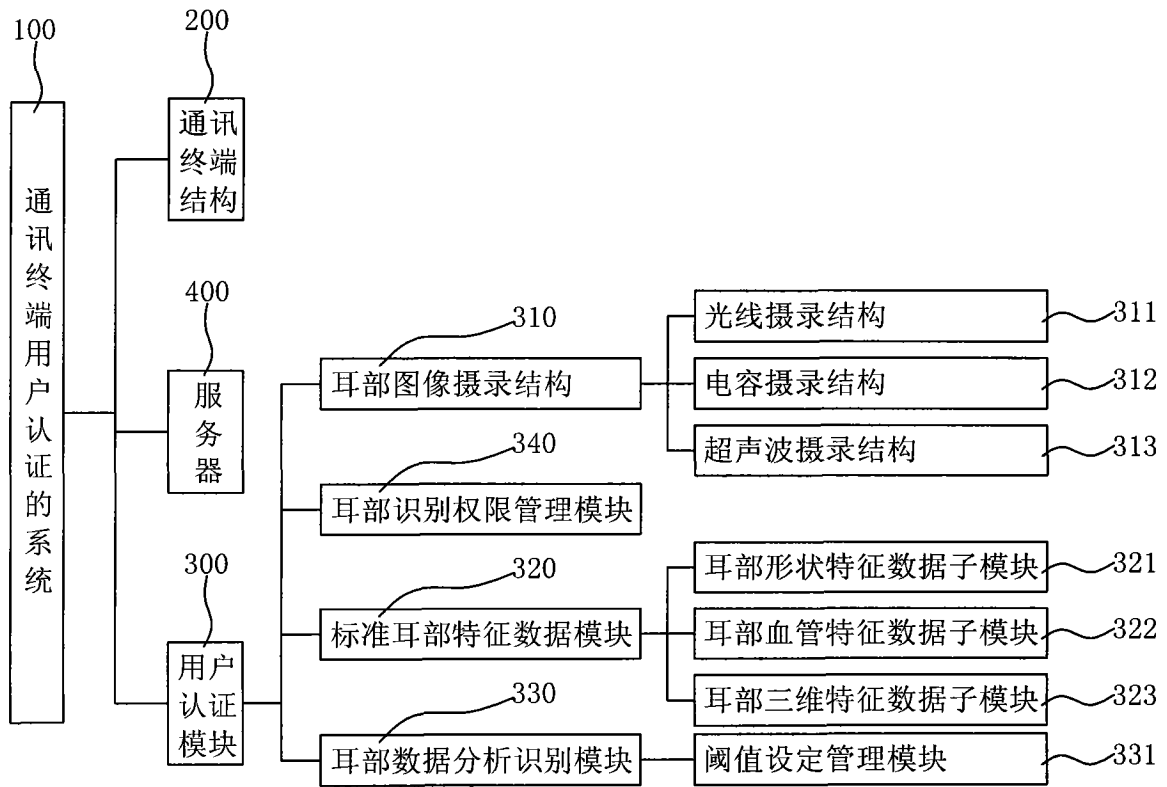 100
200
通讯
终端
结构
通讯终端用户认证的系统
400
服务器
310
耳部图像摄录结构
光线摄录结构
311
电容摄录结构
312
超声波摄录结构
313
340
耳部识别权限管理模块
300
用户
认证
模块
320
标准耳部特征数据模块
耳部形状特征数据子模块
321
耳部血管特征数据子模块
322
耳部三维特征数据子模块
323
330
耳部数据分析识别模块
阈值设定管理模块
331